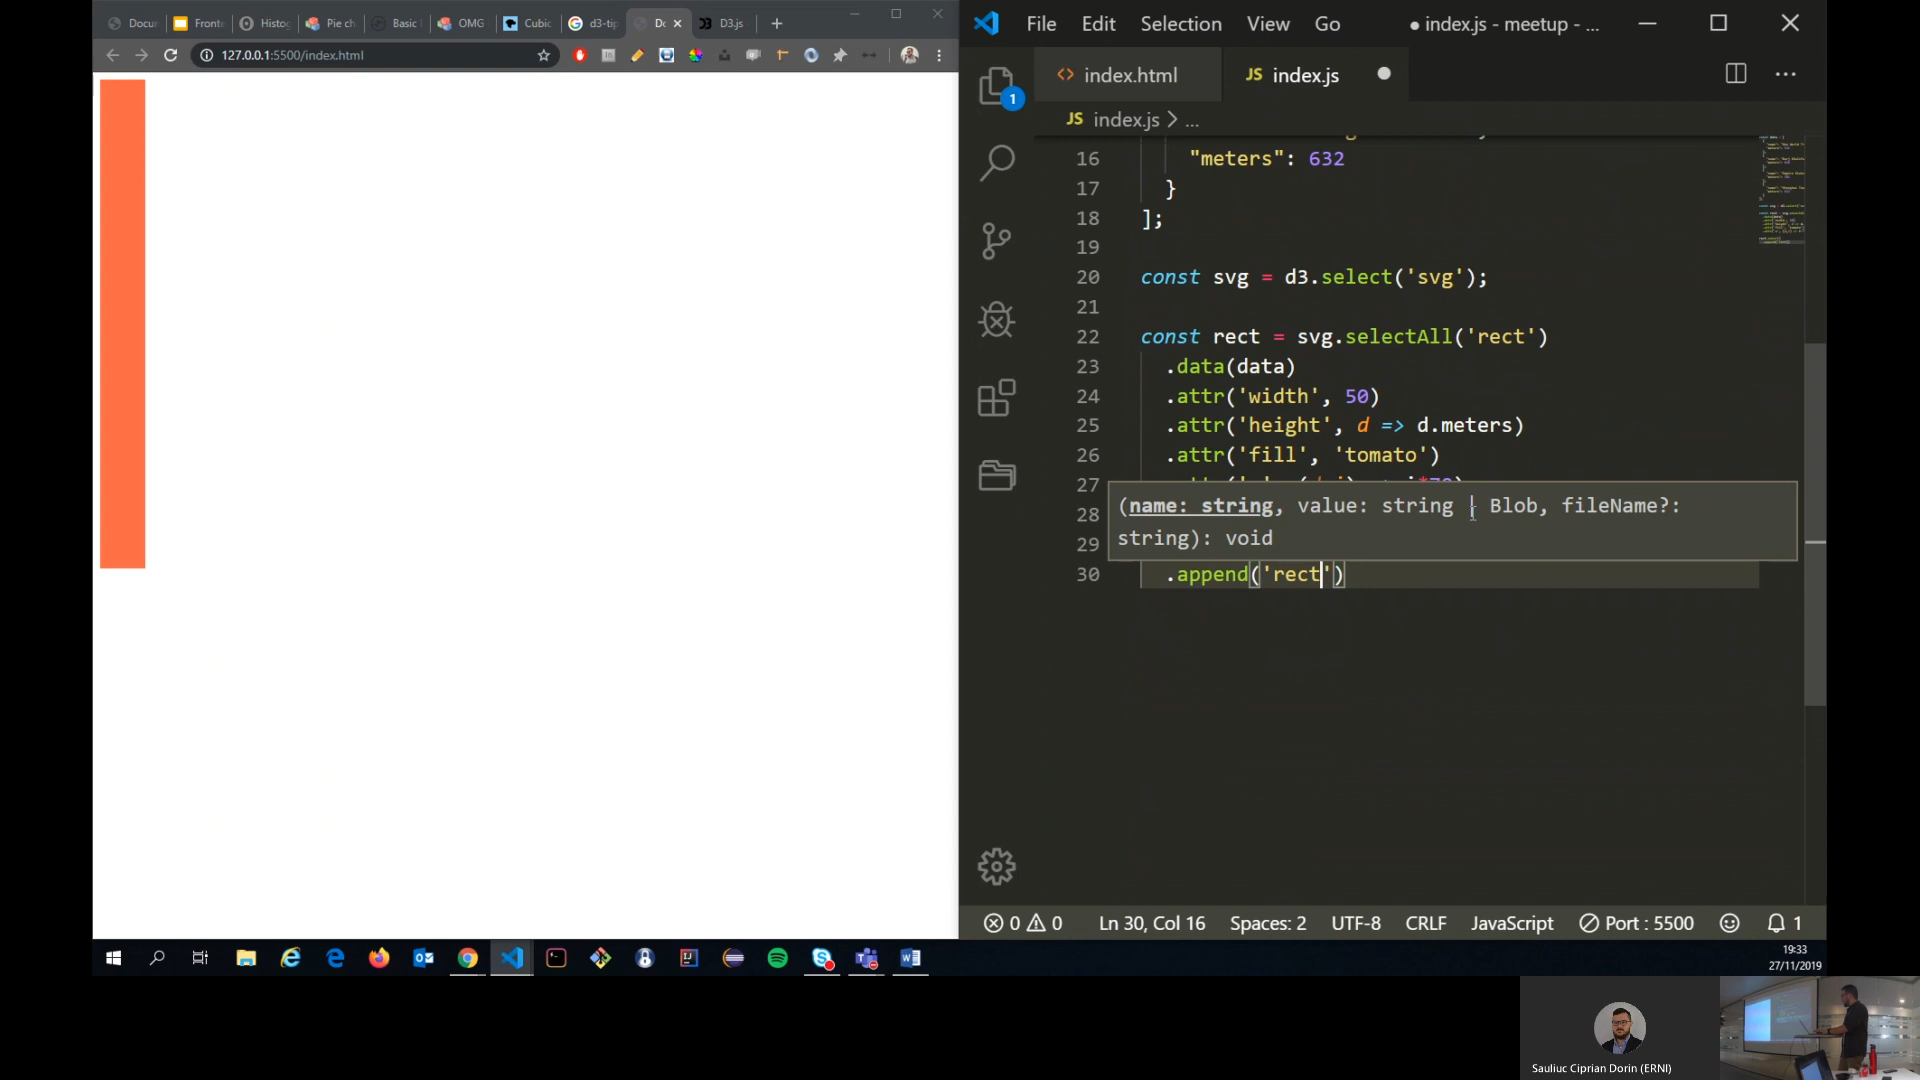 Docu
Fronte
Histog
Pie ch
Basic
OMG
Cubic
d3-tip
Do
D3.js
127.0.0.1:5500/index.html
File Edit Selection View Go
● index.js - meetup - ...
1
index.html
JS index.js
JS index.js > ...
16 "meters": 632
17 }
18 ];
19
20 const svg = d3.select('svg');
21
22 const rect = svg.selectAll('rect')
23 .data(data)
24 .attr('width', 50)
25 .attr('height', d => d.meters)
26 .attr('fill', 'tomato')
27
28
29
(name: string, value: string | Blob, fileName?:
string): void
30 .append('rect')
0 0 Ln 30, Col 16 Spaces: 2 UTF-8 CRLF JavaScript Port : 5500 1
19:33
27/11/2019
Sauliuc Ciprian Dorin (ERNI)